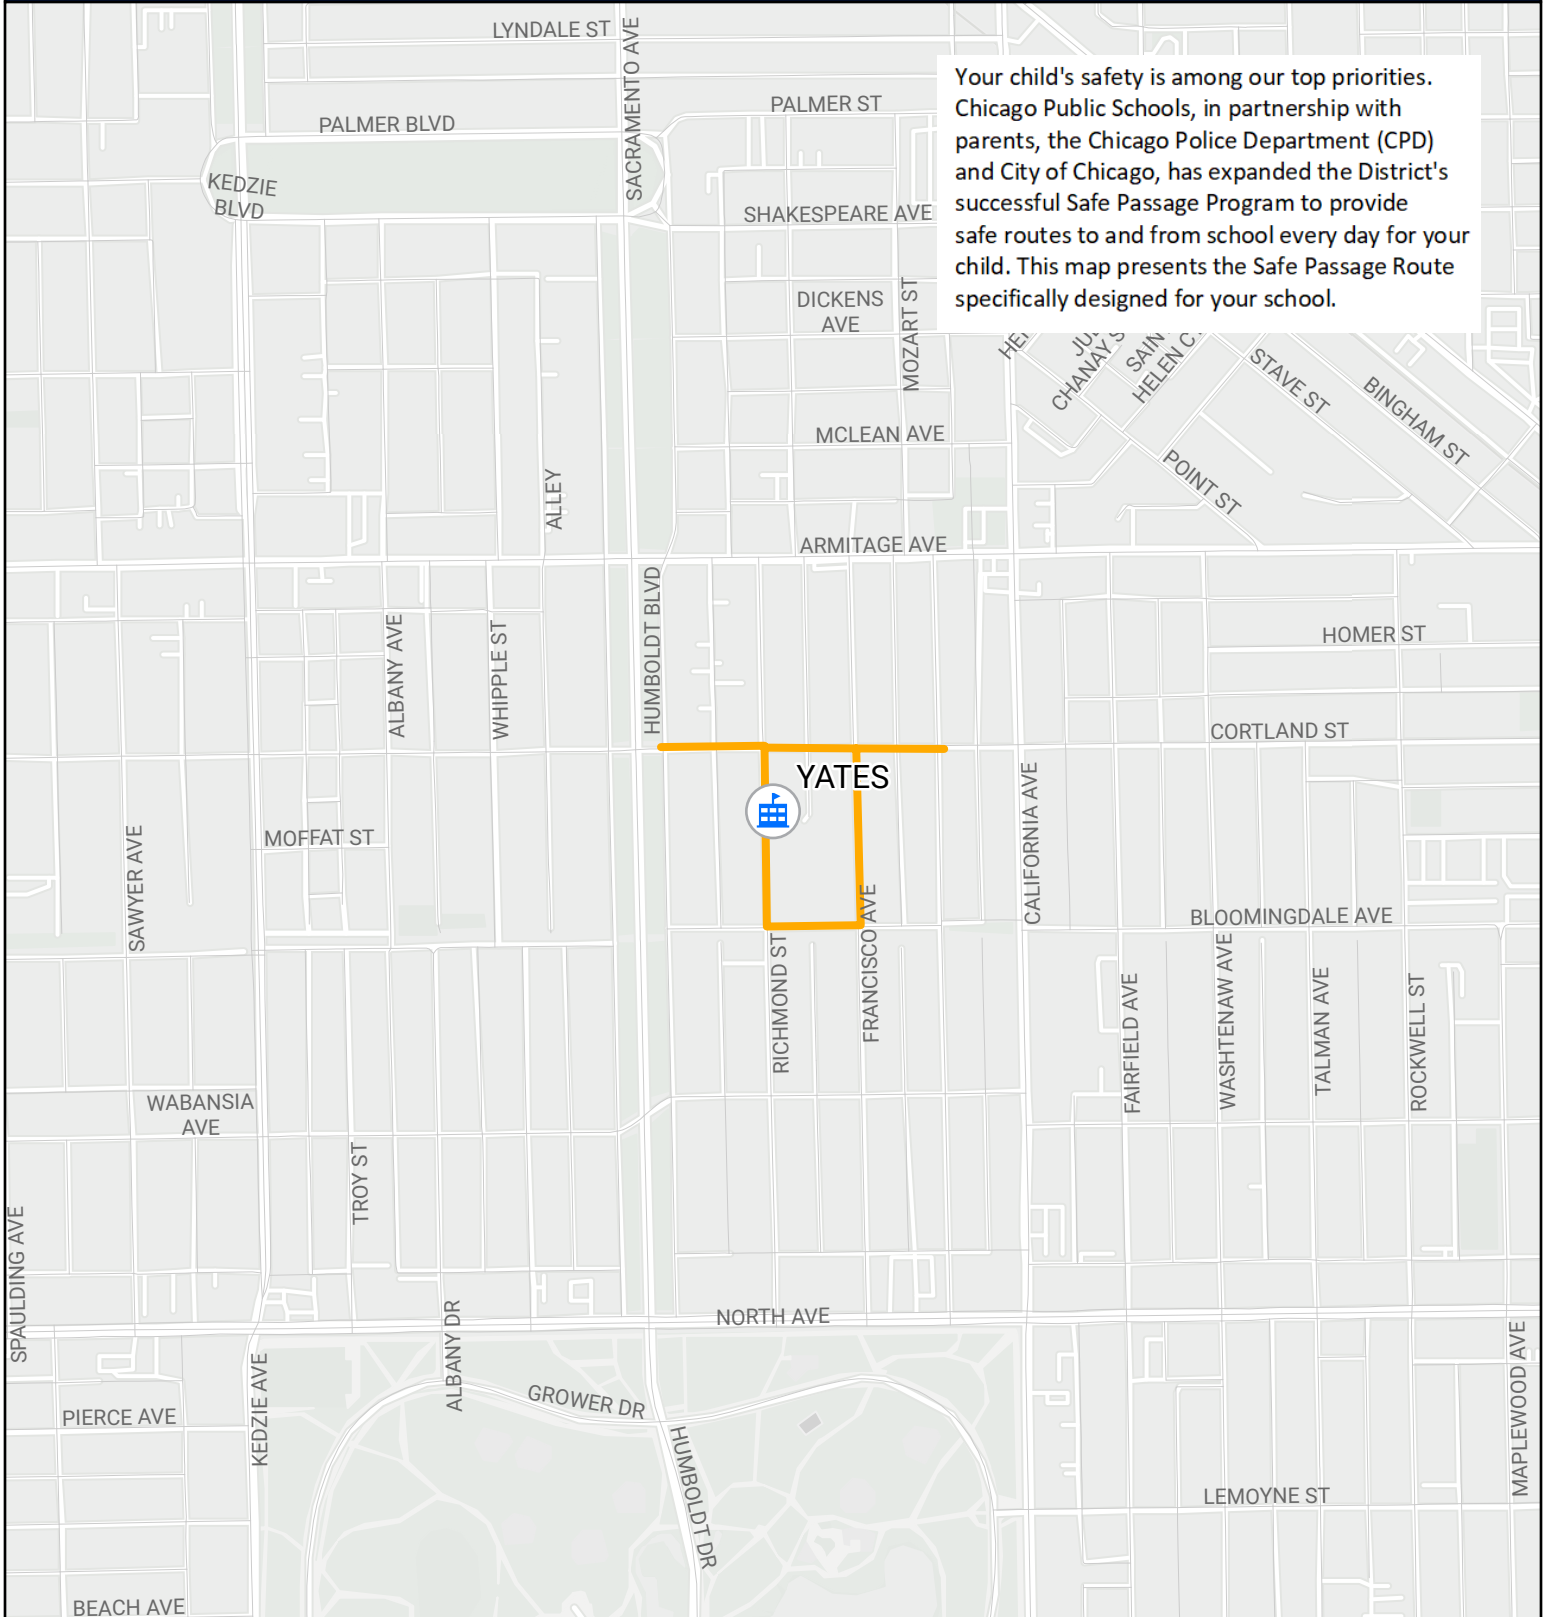 LYNDALE ST
SACRAMENTO AVE
Your child's safety is among our top priorities.
Chicago Public Schools, in partnership with
parents, the Chicago Police Department (CPD)
and City of Chicago, has expanded the District's
successful Safe Passage Program to provide
safe routes to and from school every day for your
child. This map presents the Safe Passage Route
specifically designed for your school.
PALMER ST
PALMER BLVD
KEDZIE
BLVD
SHAKESPEARE AVE
DICKENS
AVE
MOZART ST
CHANAY S
HELEN C
STAVE ST
BINGHAM ST
MCLEAN AVE
POINT ST
ALLEY
ARMITAGE AVE
HUMBOLDT BLVD
ALBANY AVE
WHIPPLE ST
HOMER ST
CORTLAND ST
YATES
CALIFORNIA AVE
MOFFAT ST
SAWYER AVE
BLOOMINGDALE AVE
RICHMOND ST
FRANCISCO AVE
FAIRFIELD AVE
WASHTENAW AVE
TALMAN AVE
ROCKWELL ST
WABANSIA
AVE
TROY ST
SPAULDING AVE
NORTH AVE
ALBANY DR
KEDZIE AVE
GROWER DR
PIERCE AVE
HUMBOLDT DR
MAPLEWOOD AVE
LEMOYNE ST
BEACH AVE